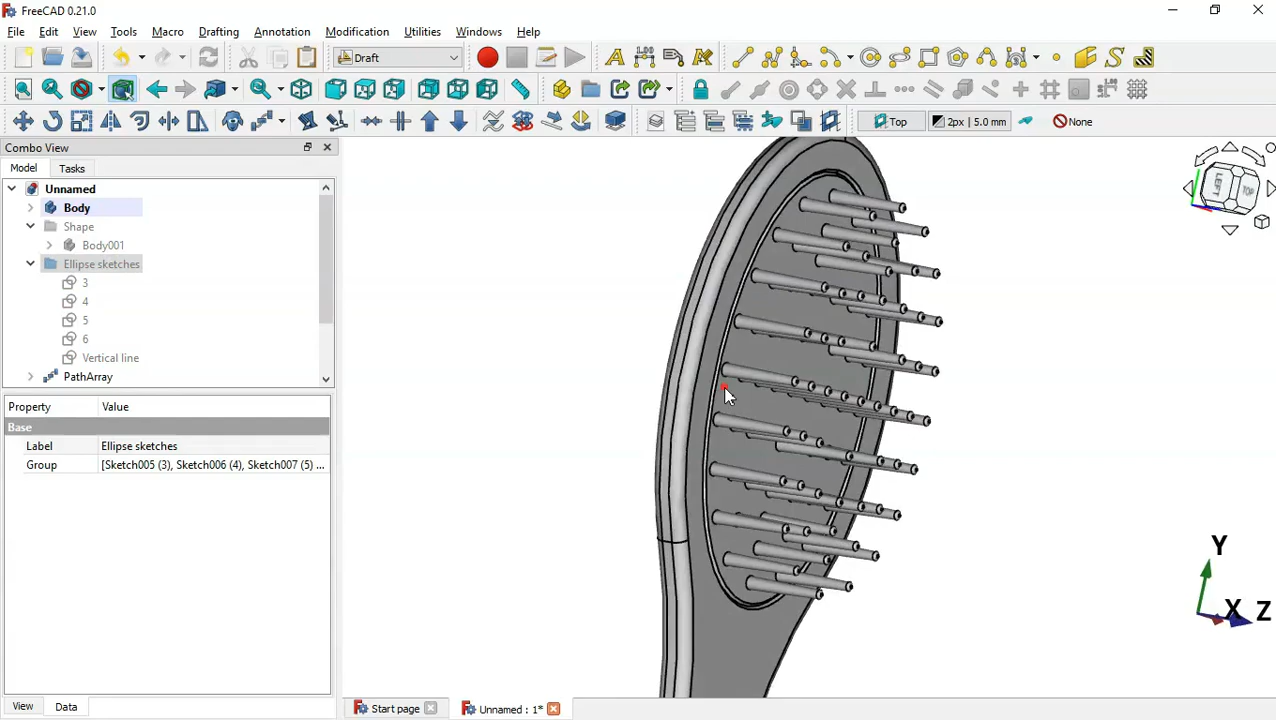 FreeCAD 0.21.0
File Edit View Tools Macro Drafting Annotation Modification Utilities Windows Help
Draft
Top 2px | 5.0 mm None
Combo View
Model Tasks
Unnamed
Body
Shape
Body001
Ellipse sketches
3
4
5
6
Vertical line
PathArray
Property Value
Base
Label Ellipse sketches
Group [Sketch005 (3), Sketch006 (4), Sketch007 (5) ...
View Data
Start page Unnamed : 1*
LEFT TOP
Y
X Z